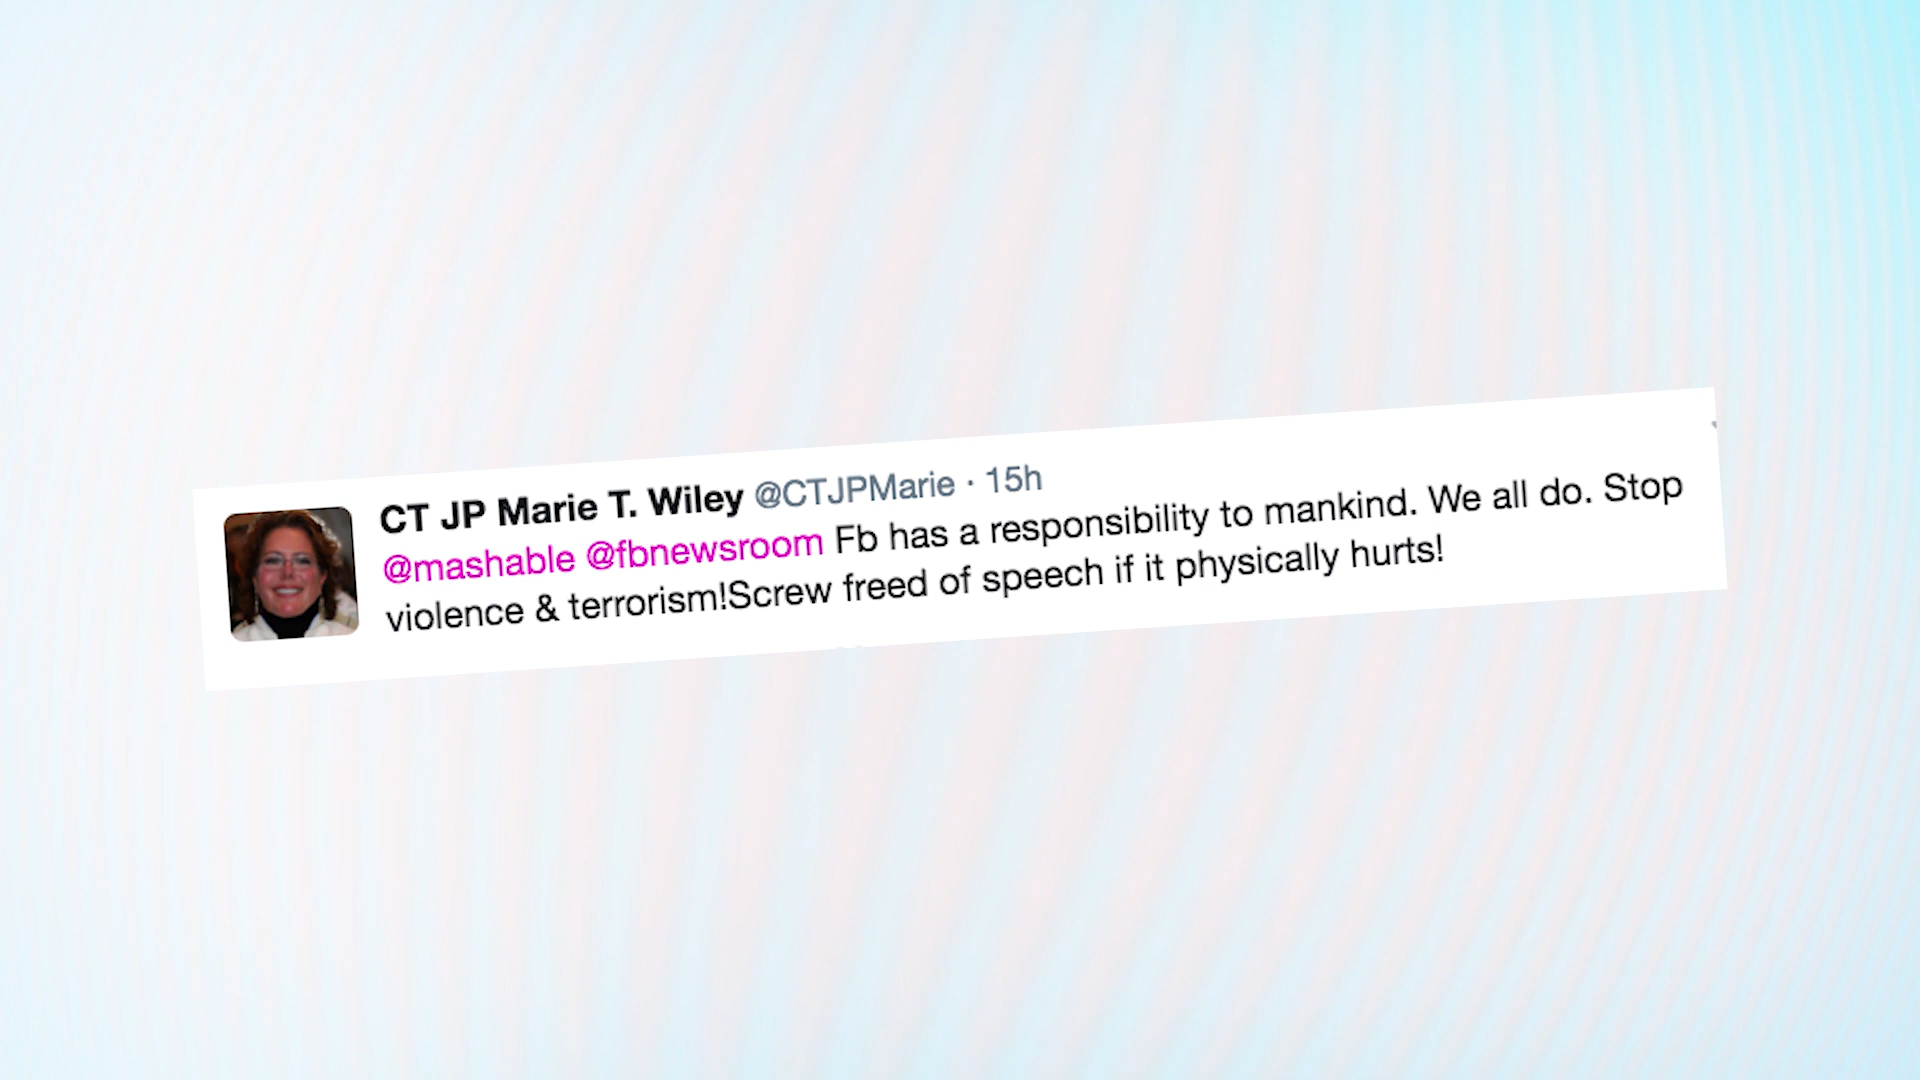 CT JP Marie T. Wiley @CTJPMarie · 15h
@mashable @fbnewsroom Fb has a responsibility to mankind. We all do. Stop
violence & terrorism!Screw freed of speech if it physically hurts!